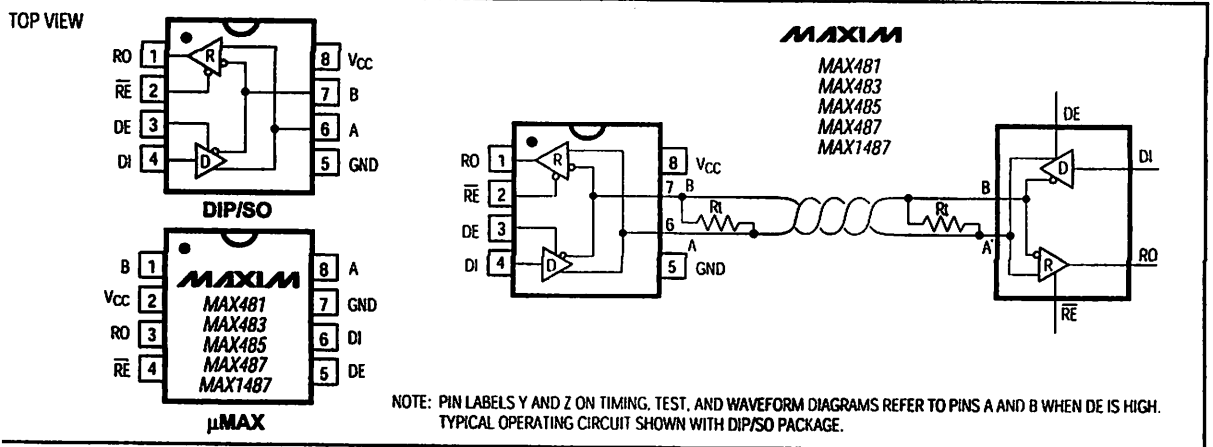 TOP VIEW
RO 1
R̅E̅ 2
DE 3
DI 4
8 VCC
7 B
6 A
5 GND
R
D
DIP/SO
B 1
VCC 2
RO 3
R̅E̅ 4
8 A
7 GND
6 DI
5 DE
MAXIM
MAX481
MAX483
MAX485
MAX487
MAX1487
µMAX
MAXIM
MAX481
MAX483
MAX485
MAX487
MAX1487
RO 1
R̅E̅ 2
DE 3
DI 4
R
D
8 VCC
7 B
6 A
5 GND
Rt
Rt
B
A
DE
D
DI
R
RO
R̅E̅
NOTE: PIN LABELS Y AND Z ON TIMING, TEST, AND WAVEFORM DIAGRAMS REFER TO PINS A AND B WHEN DE IS HIGH.
TYPICAL OPERATING CIRCUIT SHOWN WITH DIP/SO PACKAGE.